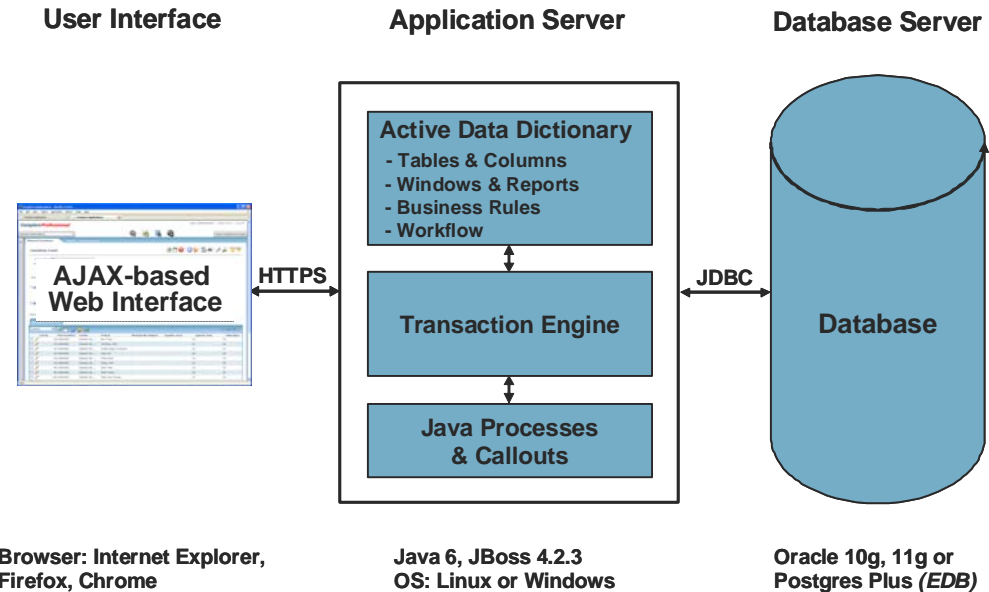 User Interface
Application Server
Database Server
Active Data Dictionary
- Tables & Columns
- Windows & Reports
- Business Rules
- Workflow
AJAX-based
Web Interface
HTTPS
Transaction Engine
JDBC
Database
Java Processes
& Callouts
Browser: Internet Explorer,
Firefox, Chrome
Java 6, JBoss 4.2.3
OS: Linux or Windows
Oracle 10g, 11g or
Postgres Plus (EDB)